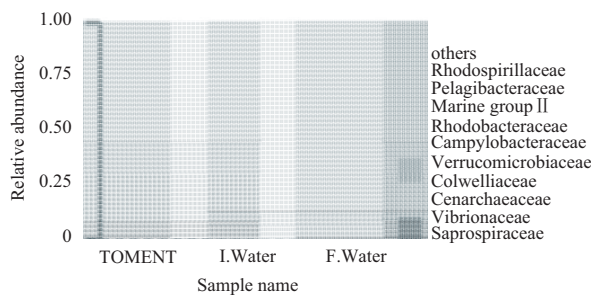 1.00
0.75
0.50
0.25
0
Relative abundance
TOMENT I.Water F.Water
Sample name
others
Rhodospirillaceae
Pelagibacteraceae
Marine group Ⅱ
Rhodobacteraceae
Campylobacteraceae
Verrucomicrobiaceae
Colwelliaceae
Cenarchaeaceae
Vibrionaceae
Saprospiraceae